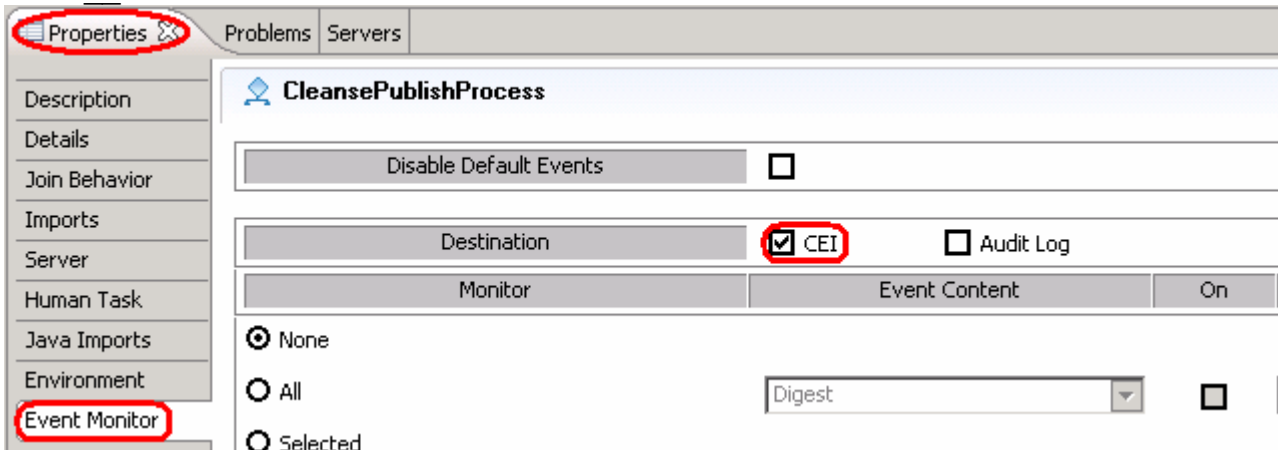 Properties Problems Servers
CleansePublishProcess
Description
Details
Join Behavior
Imports
Server
Human Task
Java Imports
Environment
Event Monitor
Disable Default Events
Destination CEI Audit Log
Monitor Event Content On
None
All Digest
Selected